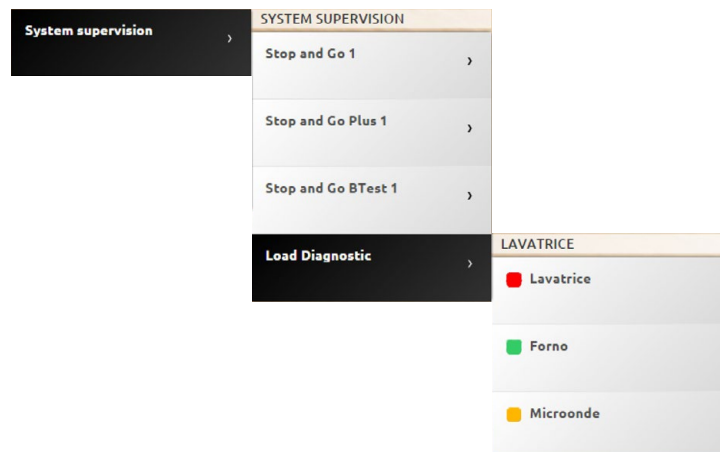 System supervision
SYSTEM SUPERVISION
Stop and Go 1
Stop and Go Plus 1
Stop and Go BTest 1
Load Diagnostic
LAVATRICE
Lavatrice
Forno
Microonde